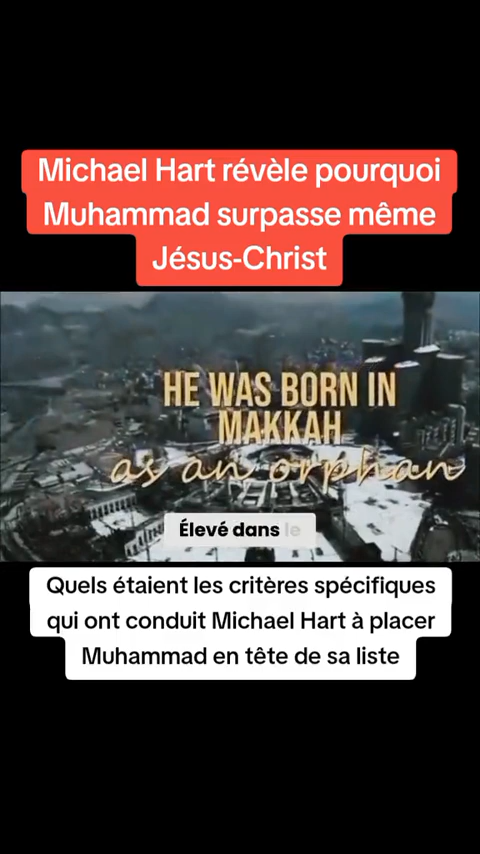 Michael Hart révèle pourquoi
Muhammad surpasse même
Jésus-Christ
HE WAS BORN IN
MAKKAH
as an orphan
Élevé dans le
Quels étaient les critères spécifiques
qui ont conduit Michael Hart à placer
Muhammad en tête de sa liste